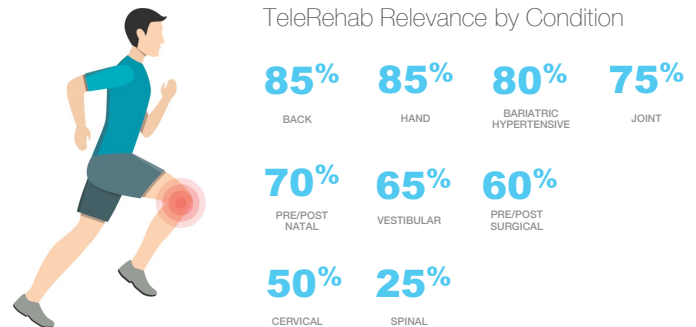 TeleRehab Relevance by Condition
85% 85% 80% 75%
BACK HAND BARIATRIC JOINT
HYPERTENSIVE
70% 65% 60%
PRE/POST VESTIBULAR PRE/POST
NATAL SURGICAL
50% 25%
CERVICAL SPINAL